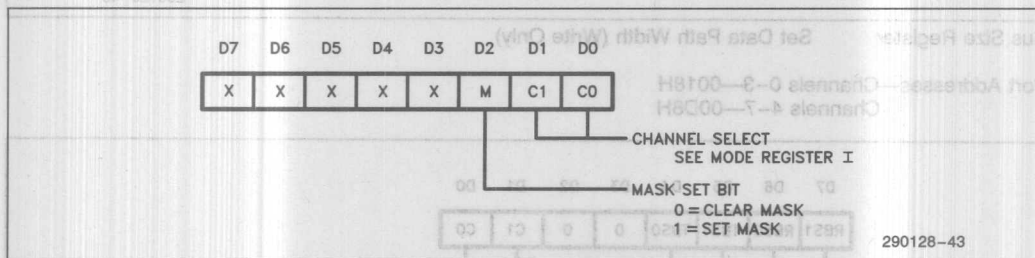 D7 D6 D5 D4 D3 D2 D1 D0
X X X X X M C1 C0
CHANNEL SELECT
SEE MODE REGISTER I
MASK SET BIT
0 = CLEAR MASK
1 = SET MASK
290128-43